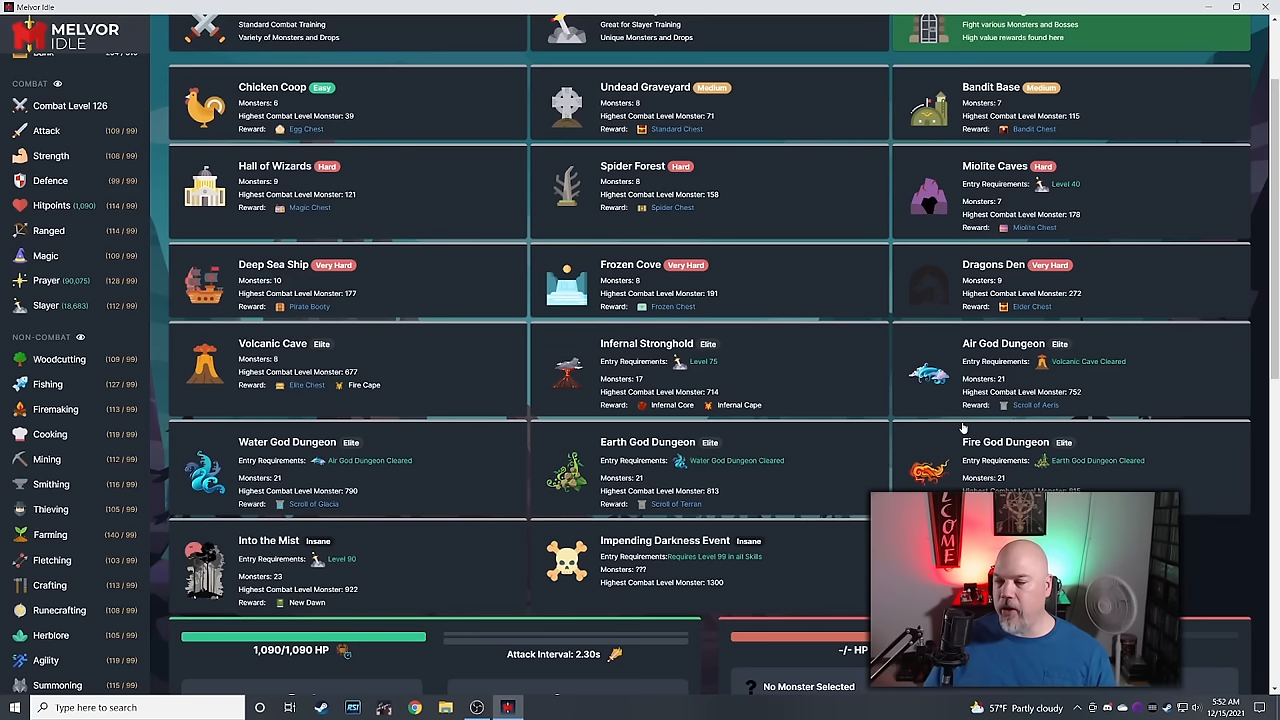 Melvor Idle
MELVOR
IDLE
COMBAT
Combat Level 126
Attack (109 / 99)
Strength (108 / 99)
Defence (99 / 99)
Hitpoints (1,090) (114 / 99)
Ranged (114 / 99)
Magic (109 / 99)
Prayer (90,075) (128 / 99)
Slayer (18,683) (112 / 99)
NON-COMBAT
Woodcutting (109 / 99)
Fishing (127 / 99)
Firemaking (113 / 99)
Cooking (119 / 99)
Mining (112 / 99)
Smithing (111 / 99)
Thieving (105 / 99)
Farming (140 / 99)
Fletching (103 / 99)
Crafting (113 / 99)
Runecrafting (108 / 99)
Herblore (105 / 99)
Agility (119 / 99)
Summoning (115 / 99)
Standard Combat Training
Variety of Monsters and Drops
Great for Slayer Training
Unique Monsters and Drops
Fight various Monsters and Bosses
High value rewards found here
Chicken Coop Easy
Monsters: 6
Highest Combat Level Monster: 39
Reward: Egg Chest
Undead Graveyard Medium
Monsters: 8
Highest Combat Level Monster: 71
Reward: Standard Chest
Bandit Base Medium
Monsters: 7
Highest Combat Level Monster: 115
Reward: Bandit Chest
Hall of Wizards Hard
Monsters: 9
Highest Combat Level Monster: 121
Reward: Magic Chest
Spider Forest Hard
Monsters: 8
Highest Combat Level Monster: 158
Reward: Spider Chest
Miolite Caves Hard
Entry Requirements: Level 40
Monsters: 7
Highest Combat Level Monster: 178
Reward: Miolite Chest
Deep Sea Ship Very Hard
Monsters: 10
Highest Combat Level Monster: 177
Reward: Pirate Booty
Frozen Cove Very Hard
Monsters: 8
Highest Combat Level Monster: 191
Reward: Frozen Chest
Dragons Den Very Hard
Monsters: 9
Highest Combat Level Monster: 272
Reward: Elder Chest
Volcanic Cave Elite
Monsters: 8
Highest Combat Level Monster: 677
Reward: Elite Chest Fire Cape
Infernal Stronghold Elite
Entry Requirements: Level 75
Monsters: 17
Highest Combat Level Monster: 714
Reward: Infernal Core Infernal Cape
Air God Dungeon Elite
Entry Requirements: Volcanic Cave Cleared
Monsters: 21
Highest Combat Level Monster: 752
Reward: Scroll of Aeris
Water God Dungeon Elite
Entry Requirements: Air God Dungeon Cleared
Monsters: 21
Highest Combat Level Monster: 790
Reward: Scroll of Glacia
Earth God Dungeon Elite
Entry Requirements: Water God Dungeon Cleared
Monsters: 21
Highest Combat Level Monster: 813
Reward: Scroll of Terran
Fire God Dungeon Elite
Entry Requirements: Earth God Dungeon Cleared
Monsters: 21
Into the Mist Insane
Entry Requirements: Level 90
Monsters: 23
Highest Combat Level Monster: 922
Reward: New Dawn
Impending Darkness Event Insane
Entry Requirements:Requires Level 99 in all Skills
Monsters: ???
Highest Combat Level Monster: 1300
1,090/1,090 HP
Attack Interval: 2.30s
-/- HP
? No Monster Selected
LCOME
Type here to search
RSI
57°F Partly cloudy
5:52 AM
12/15/2021